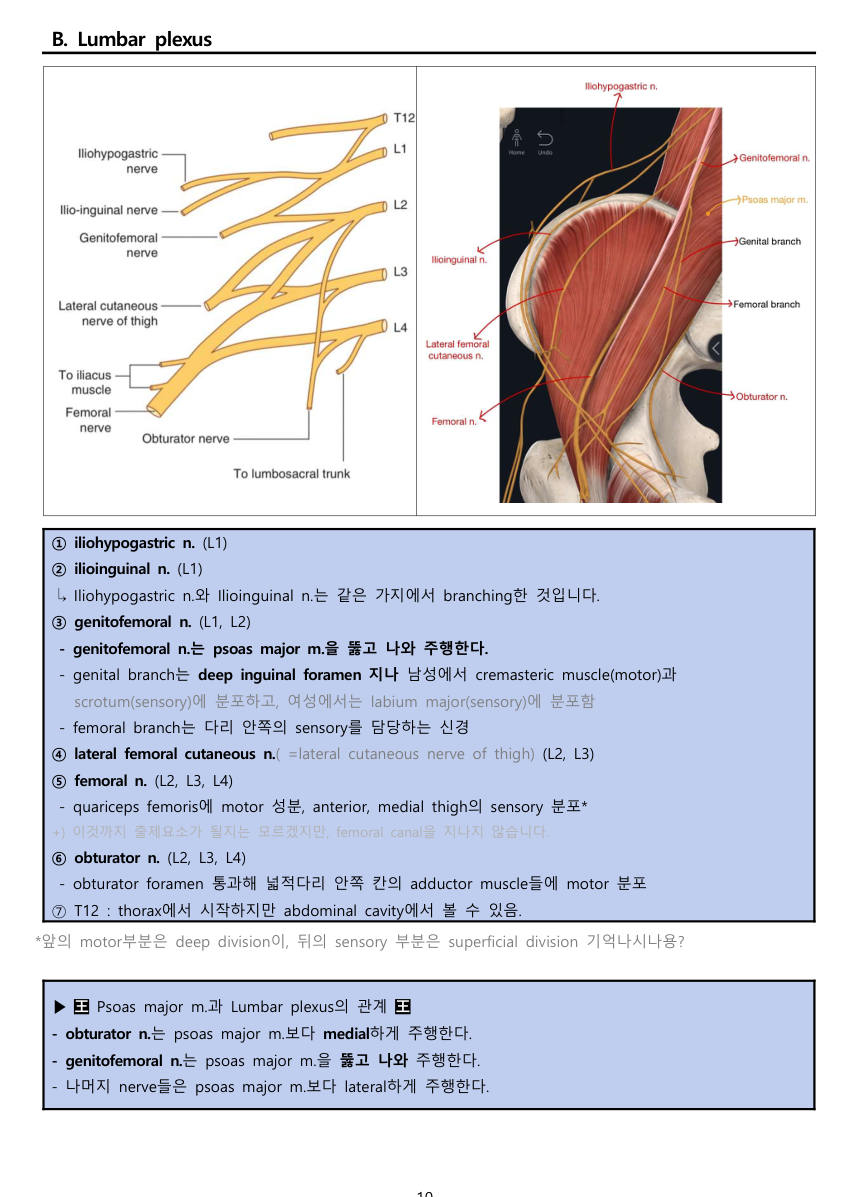 B. Lumbar plexus
T12
L1
Iliohypogastric
nerve
L2
Ilio-inguinal nerve
Genitofemoral
nerve
L3
Lateral cutaneous
nerve of thigh
L4
To iliacus
muscle
Femoral
nerve
Obturator nerve
To lumbosacral trunk
Iliohypogastric n.
Home
Undo
Genitofemoral n.
Psoas major m.
Genital branch
Ilioinguinal n.
Femoral branch
Lateral femoral
cutaneous n.
Obturator n.
Femoral n.
① iliohypogastric n. (L1)
② ilioinguinal n. (L1)
↳ Iliohypogastric n.와 Ilioinguinal n.는 같은 가지에서 branching한 것입니다.
③ genitofemoral n. (L1, L2)
- genitofemoral n.는 psoas major m.을 뚫고 나와 주행한다.
- genital branch는 deep inguinal foramen 지나 남성에서 cremasteric muscle(motor)과
scrotum(sensory)에 분포하고, 여성에서는 labium major(sensory)에 분포함
- femoral branch는 다리 안쪽의 sensory를 담당하는 신경
④ lateral femoral cutaneous n.( =lateral cutaneous nerve of thigh) (L2, L3)
⑤ femoral n. (L2, L3, L4)
- quariceps femoris에 motor 성분, anterior, medial thigh의 sensory 분포*
+) 이것까지 출제요소가 될지는 모르겠지만, femoral canal을 지나지 않습니다.
⑥ obturator n. (L2, L3, L4)
- obturator foramen 통과해 넓적다리 안쪽 칸의 adductor muscle들에 motor 분포
⑦ T12 : thorax에서 시작하지만 abdominal cavity에서 볼 수 있음.
*앞의 motor부분은 deep division이, 뒤의 sensory 부분은 superficial division 기억나시나용?
▶ 王 Psoas major m.과 Lumbar plexus의 관계 王
- obturator n.는 psoas major m.보다 medial하게 주행한다.
- genitofemoral n.는 psoas major m.을 뚫고 나와 주행한다.
- 나머지 nerve들은 psoas major m.보다 lateral하게 주행한다.
10